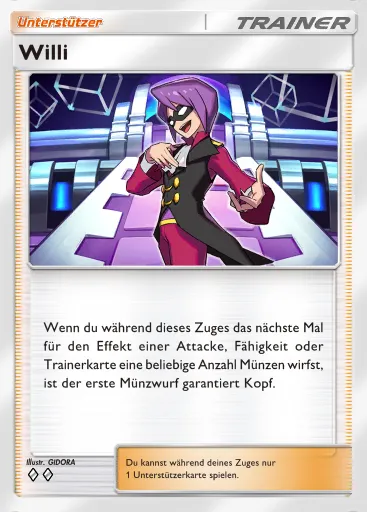 Unterstützer
TRAINER
Willi
Wenn du während dieses Zuges das nächste Mal
für den Effekt einer Attacke, Fähigkeit oder
Trainerkarte eine beliebige Anzahl Münzen wirfst,
ist der erste Münzwurf garantiert Kopf.
Illustr. GIDORA
Du kannst während deines Zuges nur
1 Unterstützerkarte spielen.